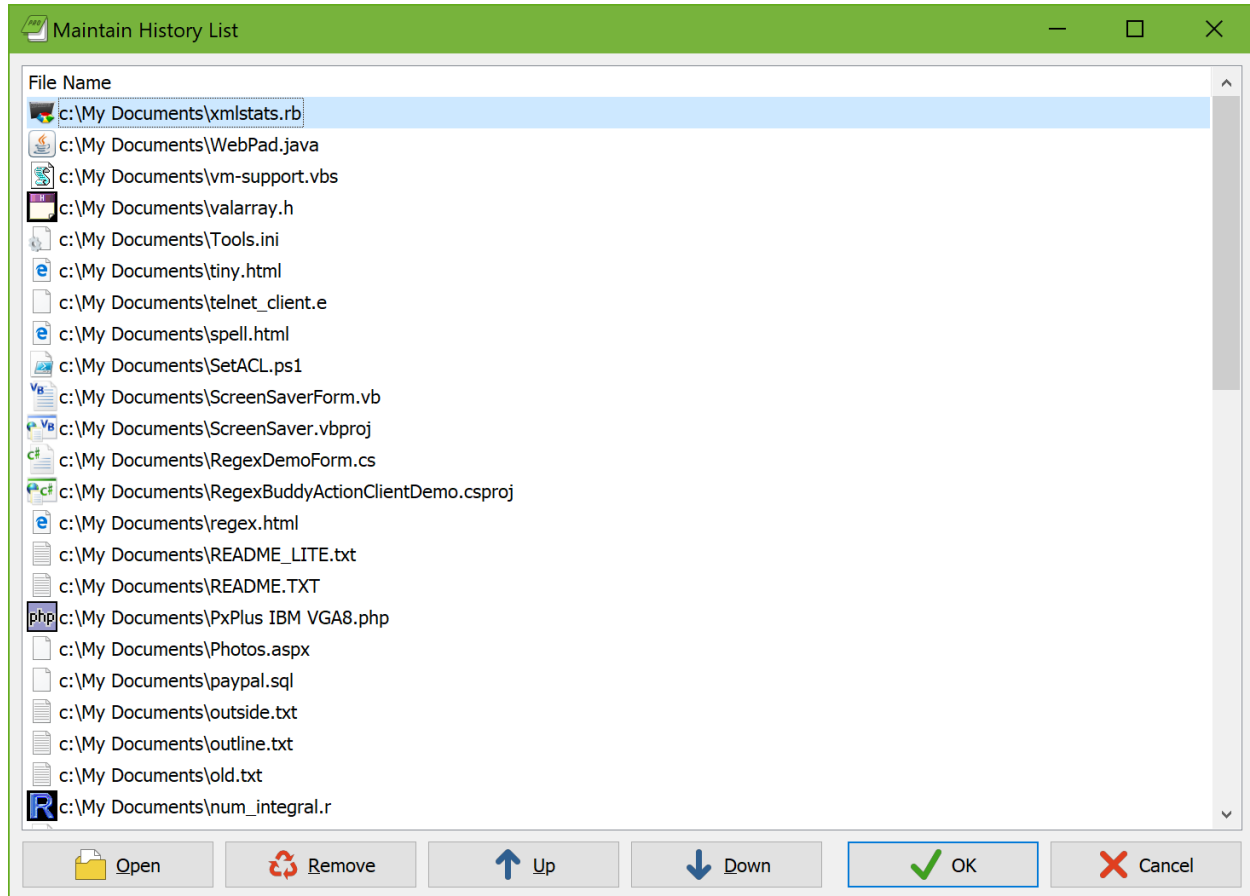 Maintain History List
File Name
c:\My Documents\xmlstats.rb
c:\My Documents\WebPad.java
c:\My Documents\vm-support.vbs
c:\My Documents\valarray.h
c:\My Documents\Tools.ini
c:\My Documents\tiny.html
c:\My Documents\telnet_client.e
c:\My Documents\spell.html
c:\My Documents\SetACL.ps1
c:\My Documents\ScreenSaverForm.vb
c:\My Documents\ScreenSaver.vbproj
c:\My Documents\RegexDemoForm.cs
c:\My Documents\RegexBuddyActionClientDemo.csproj
c:\My Documents\regex.html
c:\My Documents\README_LITE.txt
c:\My Documents\README.TXT
php c:\My Documents\PxPlus IBM VGA8.php
c:\My Documents\Photos.aspx
c:\My Documents\paypal.sql
c:\My Documents\outside.txt
c:\My Documents\outline.txt
c:\My Documents\old.txt
R c:\My Documents\num_integral.r
Open Remove Up Down OK Cancel